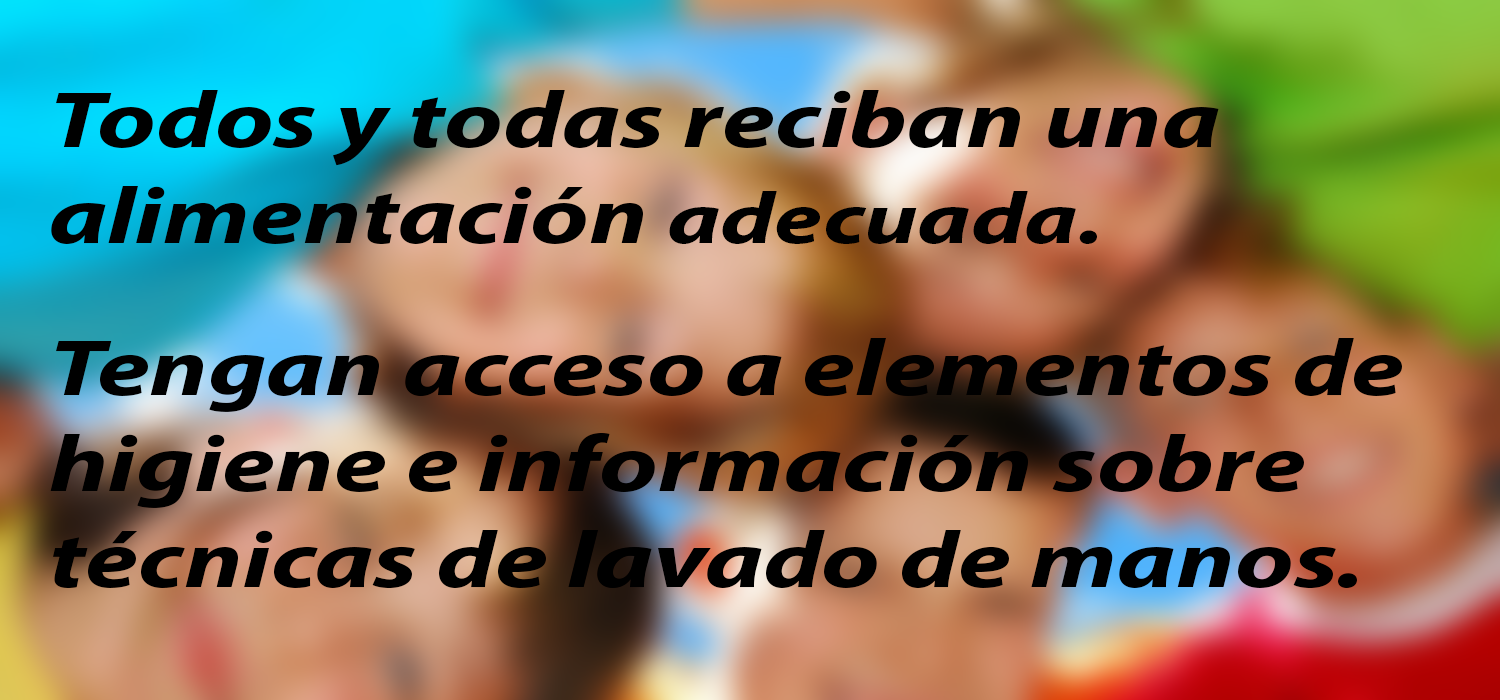 Todos y todas reciban una
alimentación adecuada.
Tengan acceso a elementos de
higiene e información sobre
técnicas de lavado de manos.